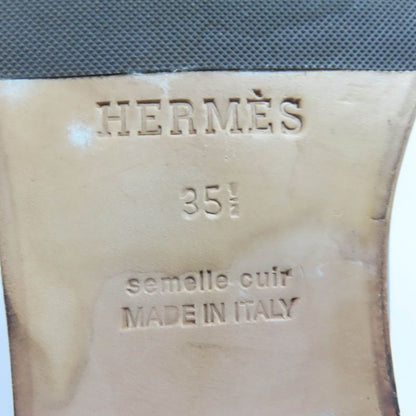 HERMÈS
35½
semelle cuir
MADE IN ITALY